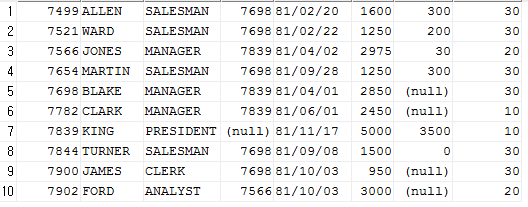 1 7499 ALLEN SALESMAN 7698 81/02/20 1600 300 30
2 7521 WARD SALESMAN 7698 81/02/22 1250 200 30
3 7566 JONES MANAGER 7839 81/04/02 2975 30 20
4 7654 MARTIN SALESMAN 7698 81/09/28 1250 300 30
5 7698 BLAKE MANAGER 7839 81/04/01 2850 (null) 30
6 7782 CLARK MANAGER 7839 81/06/01 2450 (null) 10
7 7839 KING PRESIDENT (null) 81/11/17 5000 3500 10
8 7844 TURNER SALESMAN 7698 81/09/08 1500 0 30
9 7900 JAMES CLERK 7698 81/10/03 950 (null) 30
10 7902 FORD ANALYST 7566 81/10/03 3000 (null) 20